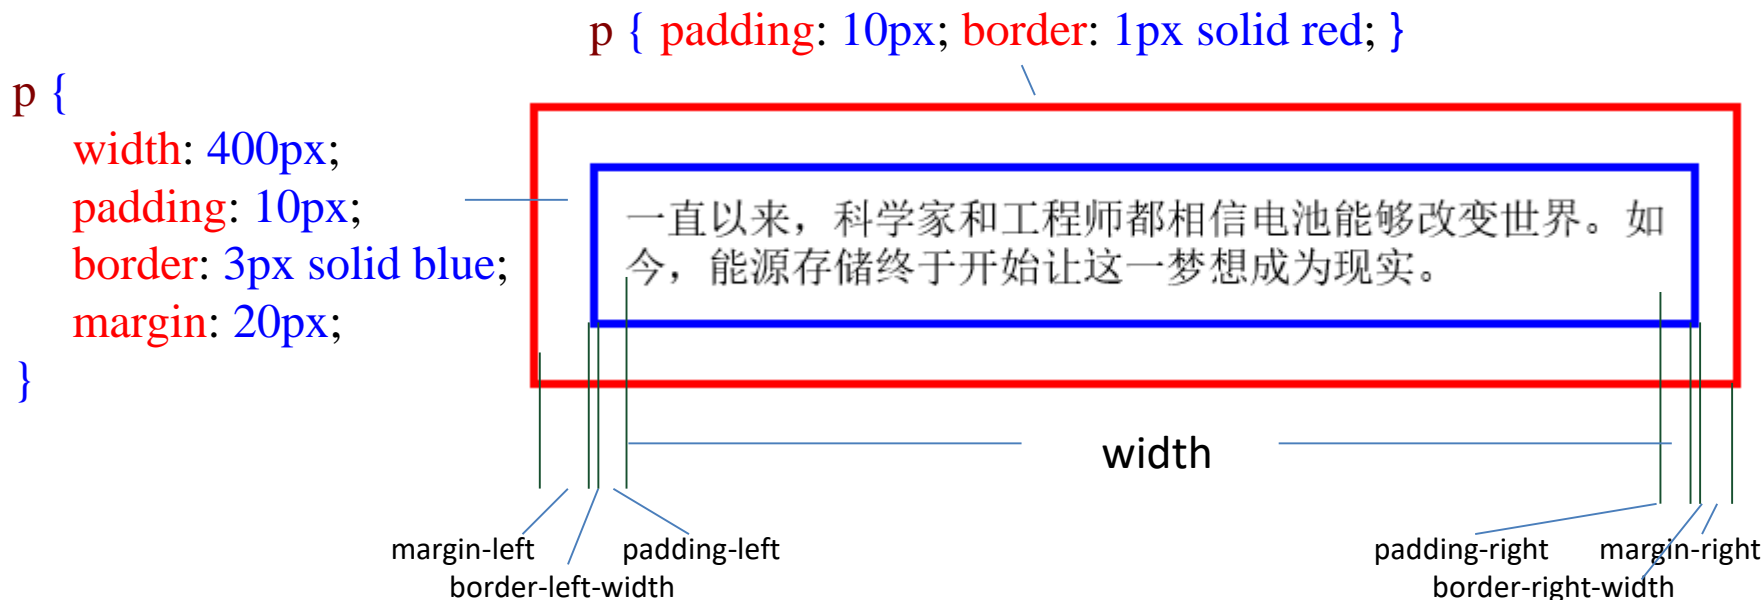 p { padding: 10px; border: 1px solid red; }
p {
width: 400px;
padding: 10px;
border: 3px solid blue;
margin: 20px;
}
一直以来，科学家和工程师都相信电池能够改变世界。如
今，能源存储终于开始让这一梦想成为现实。
width
margin-left
padding-left
border-left-width
padding-right
margin-right
border-right-width